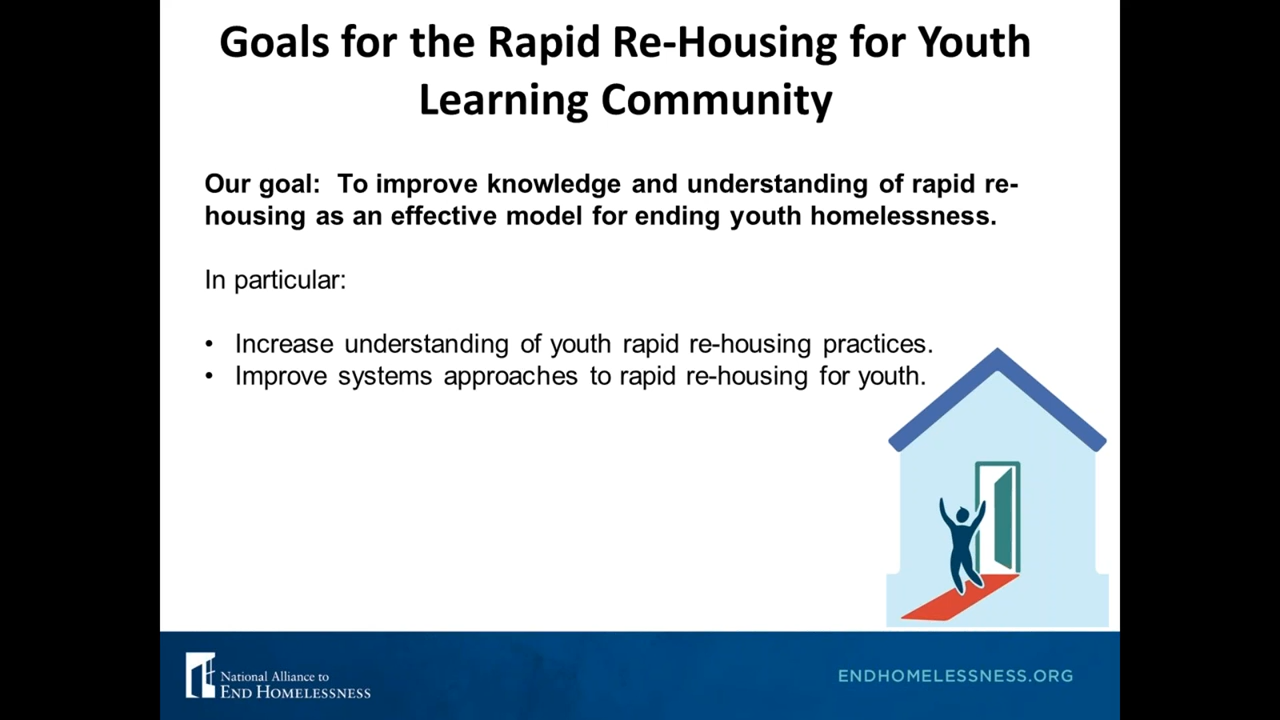 Goals for the Rapid Re-Housing for Youth
Learning Community
Our goal: To improve knowledge and understanding of rapid re-
housing as an effective model for ending youth homelessness.
In particular:
• Increase understanding of youth rapid re-housing practices.
• Improve systems approaches to rapid re-housing for youth.
National Alliance to
END HOMELESSNESS
ENDHOMELESSNESS.ORG